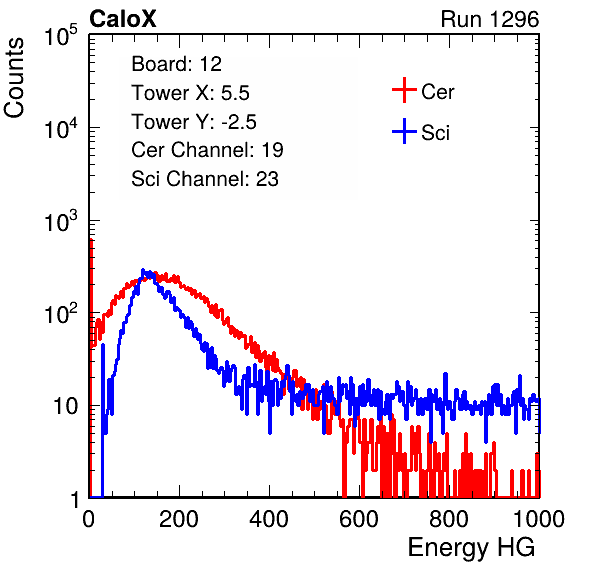 CaloX Run 1296
Counts
Board: 12
Tower X: 5.5
Tower Y: -2.5
Cer Channel: 19
Sci Channel: 23
Cer
Sci
10^5
10^4
10^3
10^2
10
1
0 200 400 600 800 1000
Energy HG